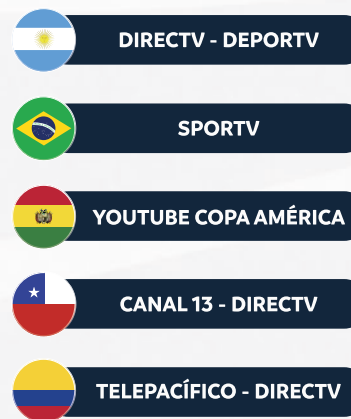 DIRECTV - DEPORTV
SPORTV
YOUTUBE COPA AMÉRICA
CANAL 13 - DIRECTV
TELEPACÍFICO - DIRECTV